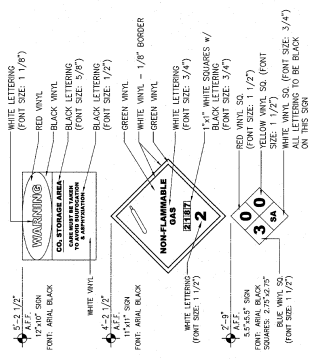 WHITE LETTERING
(FONT SIZE: 1 1/8")
RED VINYL
BLACK VINYL
BLACK LETTERING
(FONT SIZE: 5/8")
BLACK LETTERING
(FONT SIZE: 1/2")
5'-2 1/2"
A.F.F.
12"x10" SIGN
FONT: ARIAL BLACK
WHITE VINYL
WARNING
CO₂ STORAGE AREA
CARE MUST BE TAKEN
TO AVOID SUFFOCATION
& ASPHYXIATION
GREEN VINYL
WHITE VINYL - 1/8" BORDER
GREEN VINYL
WHITE LETTERING
(FONT SIZE: 3/4")
1"x1" WHITE SQUARES w/
BLACK LETTERING
(FONT SIZE: 3/4")
4'-2 1/2"
A.F.F.
11"x11" SIGN
FONT: ARIAL BLACK
NON-FLAMMABLE
GAS
2187
2
WHITE LETTERING
(FONT SIZE: 1 1/2")
RED VINYL SQ.
(FONT SIZE: 1 1/2")
YELLOW VINYL SQ. (FONT
SIZE: 1 1/2")
WHITE VINYL SQ. (FONT SIZE: 3/4")
ALL LETTERING TO BE BLACK
ON THIS SIGN
2'-9"
A.F.F.
5.5"x5.5" SIGN
FONT: ARIAL BLACK
SQUARES: 2.75"x2.75"
BLUE VINYL SQ.
(FONT SIZE: 1 1/2")
0
3 0
SA